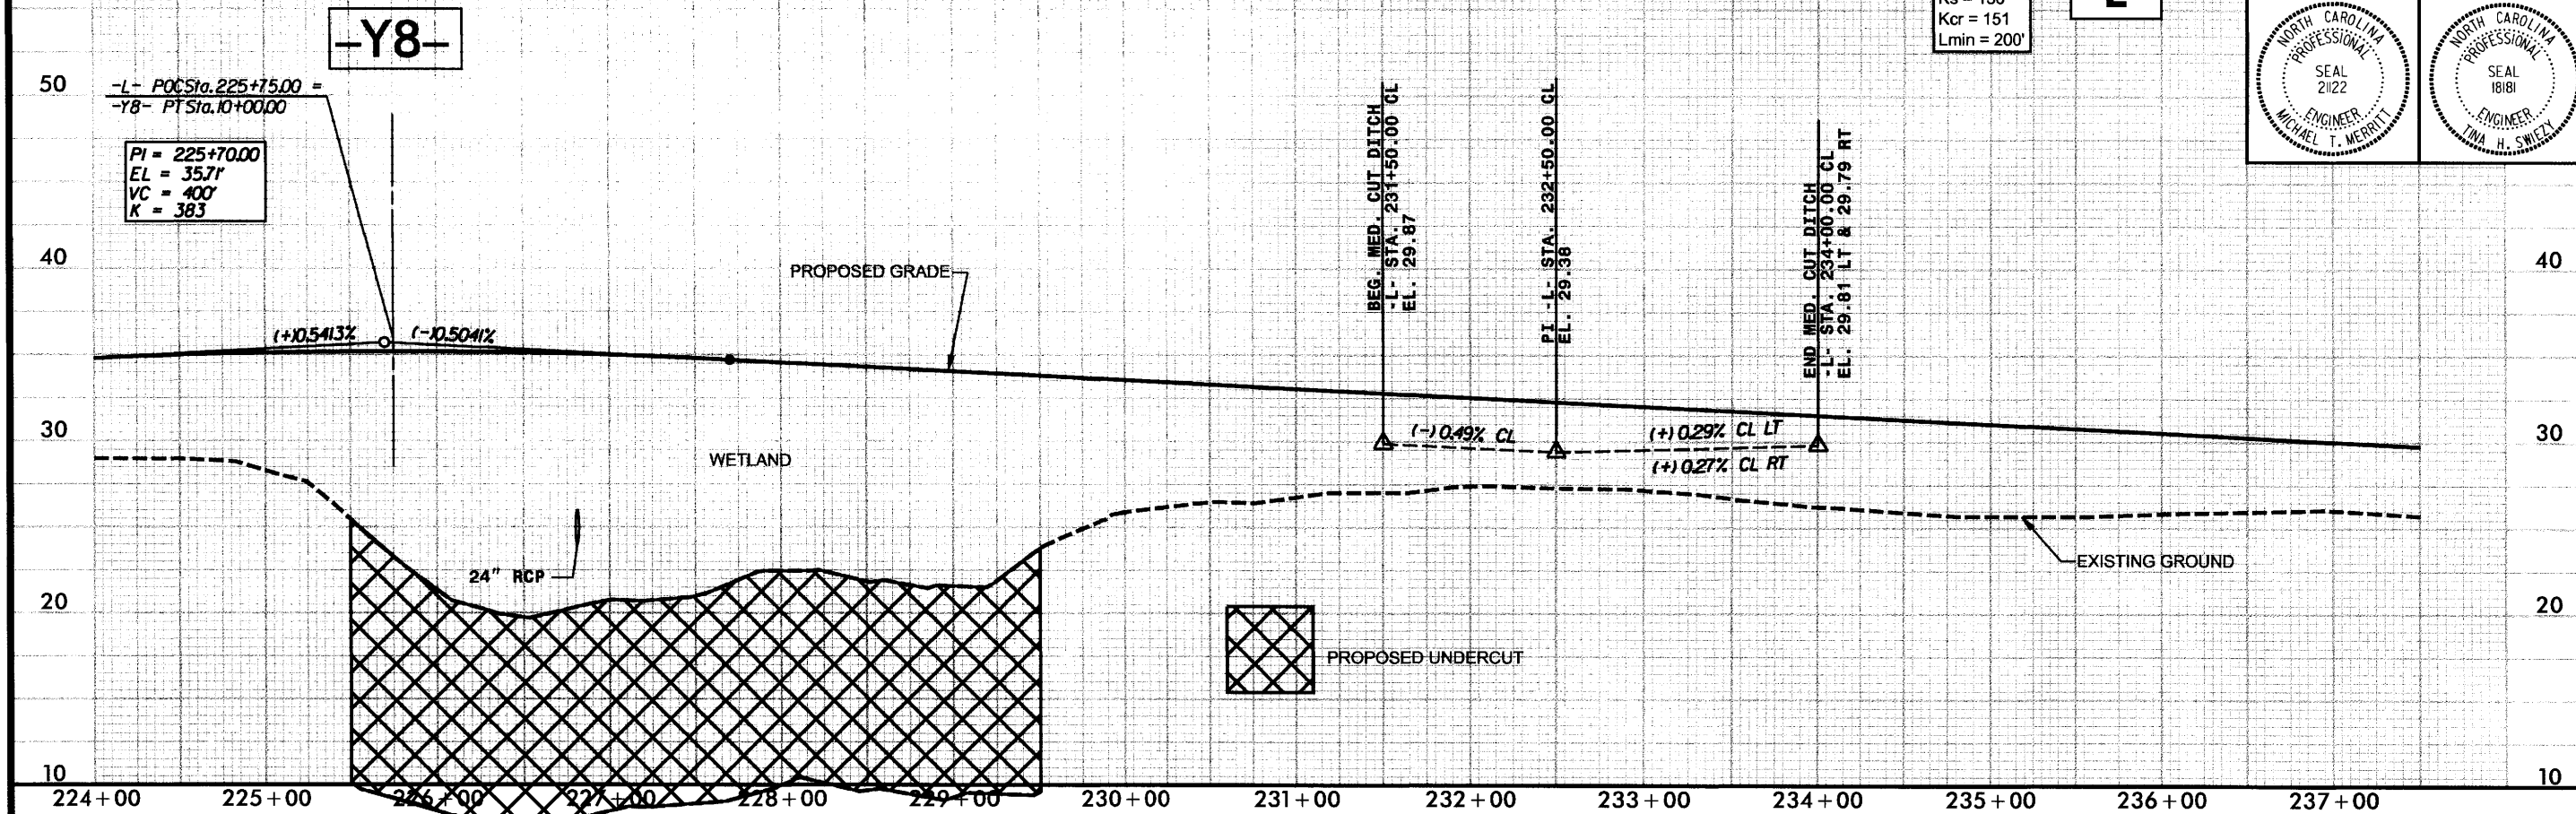 -Y8-
-L- POCSta.225+75.00 =
-Y8- PTSta.10+00.00
PI = 225+70.00
EL = 35.71'
VC = 400'
K = 383
50
40
30
20
10
(+)0.5413%
(-)0.5041%
PROPOSED GRADE
WETLAND
24" RCP
BEG. MED. CUT DITCH
-L- STA. 231+50.00 CL
EL. 29.87
PI -L- STA. 232+50.00 CL
EL. 29.38
END MED. CUT DITCH
-L- STA. 234+00.00 CL
EL. 29.81 LT & 29.79 RT
(-) 0.49% CL
(+) 0.29% CL LT
(+) 0.27% CL RT
EXISTING GROUND
PROPOSED UNDERCUT
Kcr = 151
Lmin = 200'
NORTH CAROLINA
PROFESSIONAL
SEAL
21122
ENGINEER
MICHAEL T. MERRITT
NORTH CAROLINA
PROFESSIONAL
SEAL
18181
ENGINEER
TINA H. SWIEZY
40
30
20
10
224+00
225+00
226+00
227+00
228+00
229+00
230+00
231+00
232+00
233+00
234+00
235+00
236+00
237+00